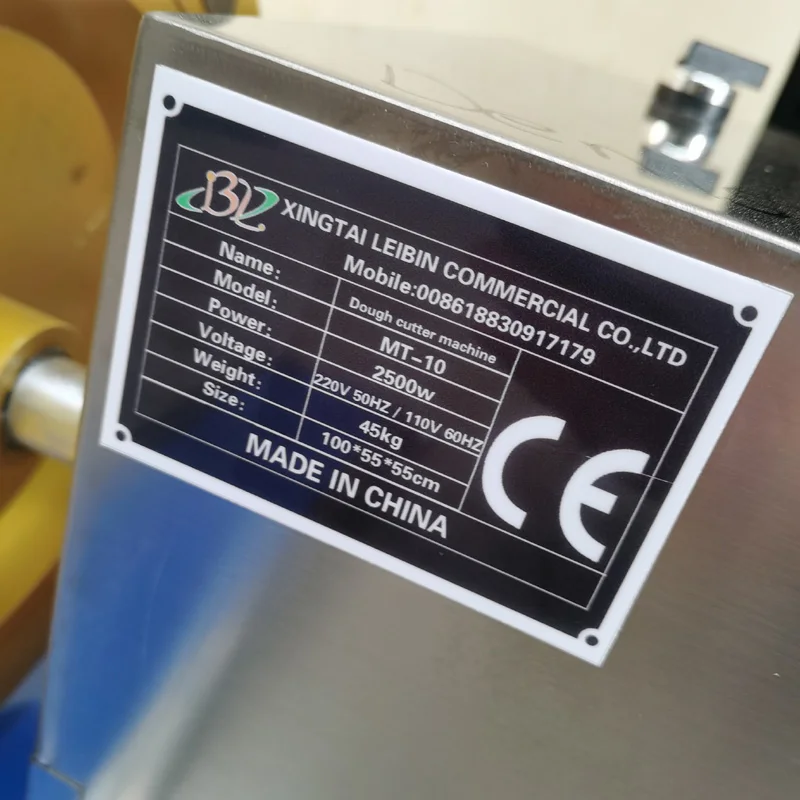 BL XINGTAI LEIBIN COMMERCIAL CO.,LTD
Mobile:008618830917179
Name: Dough cutter machine
Model: MT-10
Power: 2500w
Voltage: 220V 50HZ / 110V 60HZ
Weight: 45kg
Size: 100*55*55cm
CE
MADE IN CHINA